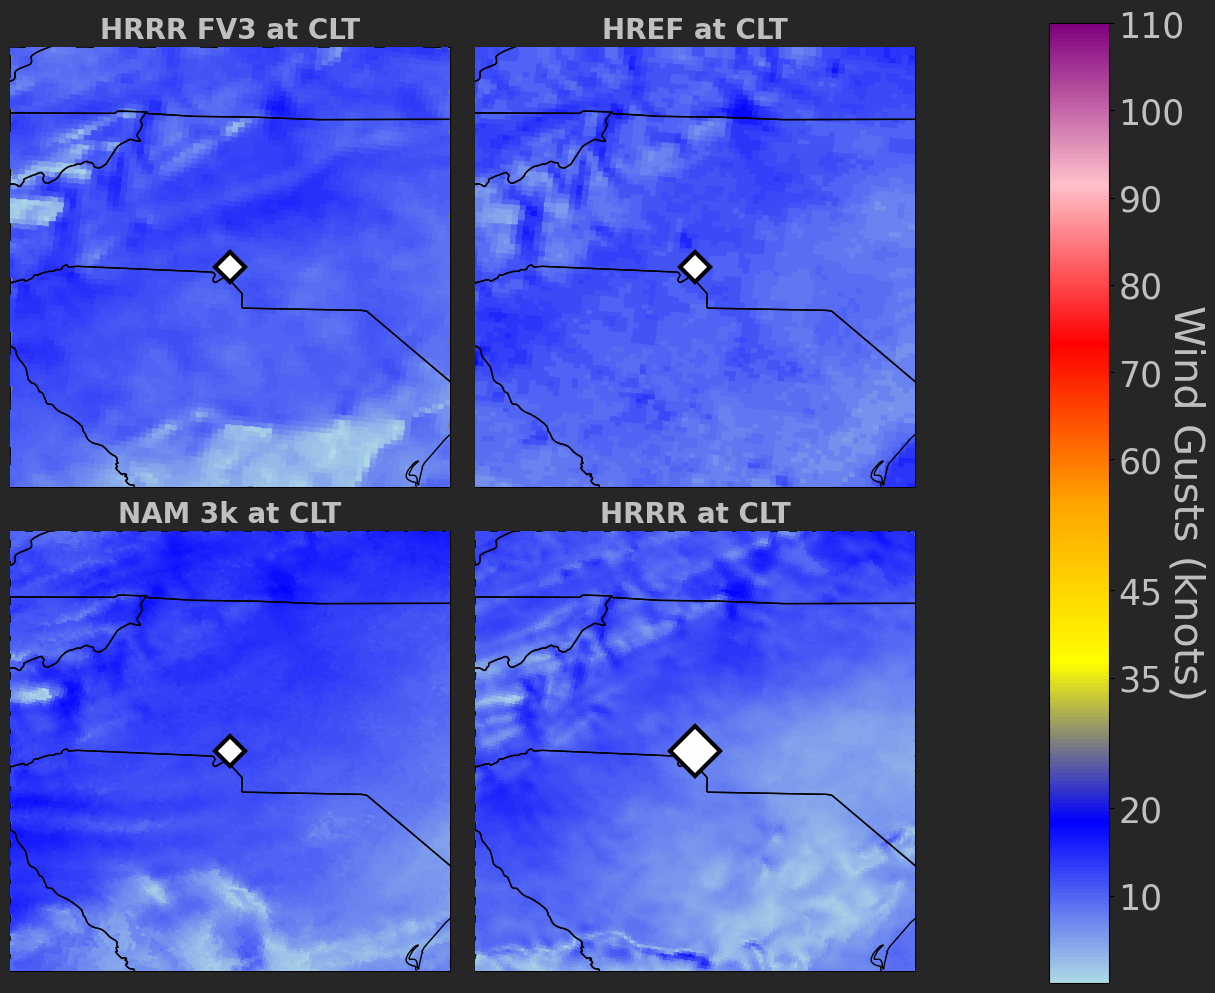 HRRR FV3 at CLT
HREF at CLT
NAM 3k at CLT
HRRR at CLT
110
100
90
80
70
60
45
35
20
10
Wind Gusts (knots)